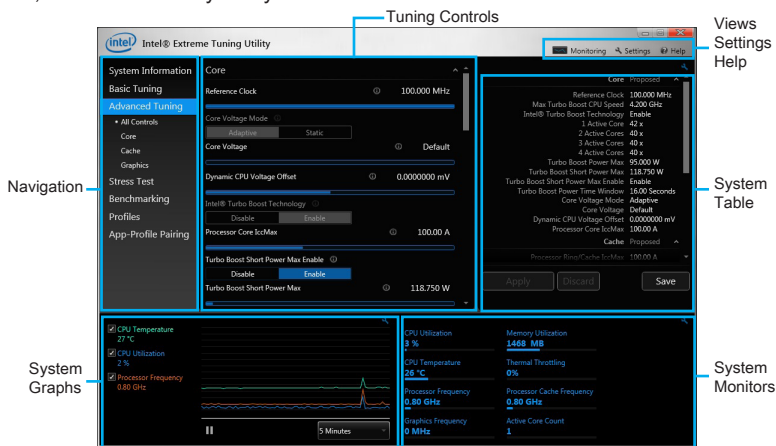 Tuning Controls
Views
Settings
Help
intel Intel® Extreme Tuning Utility
Monitoring Settings Help
System Information
Basic Tuning
Advanced Tuning
• All Controls
Core
Cache
Graphics
Stress Test
Benchmarking
Profiles
App-Profile Pairing
Navigation
Core
Reference Clock 100.000 MHz
Core Voltage Mode
Adaptive Static
Core Voltage Default
Dynamic CPU Voltage Offset 0.0000000 mV
Intel® Turbo Boost Technology
Disable Enable
Processor Core IccMax 100.00 A
Turbo Boost Short Power Max Enable
Disable Enable
Turbo Boost Short Power Max 118.750 W
Core Proposed
Reference Clock 100.000 MHz
Max Turbo Boost CPU Speed 4.200 GHz
Intel® Turbo Boost Technology Enable
1 Active Core 42 x
2 Active Cores 40 x
3 Active Cores 40 x
4 Active Cores 40 x
Turbo Boost Power Max 95.000 W
Turbo Boost Short Power Max 118.750 W
Turbo Boost Short Power Max Enable Enable
Turbo Boost Power Time Window 16.00 Seconds
Core Voltage Mode Adaptive
Core Voltage Default
Dynamic CPU Voltage Offset 0.0000000 mV
Processor Core IccMax 100.00 A
Cache Proposed
Processor Ring/Cache IccMax 100.00 A
Apply Discard Save
System
Table
System
Graphs
CPU Temperature
27 °C
CPU Utilization
2 %
Processor Frequency
0.80 GHz
5 Minutes
CPU Utilization Memory Utilization
3 % 1468 MB
CPU Temperature Thermal Throttling
26 °C 0%
Processor Frequency Processor Cache Frequency
0.80 GHz 0.80 GHz
Graphics Frequency Active Core Count
0 MHz 1
System
Monitors